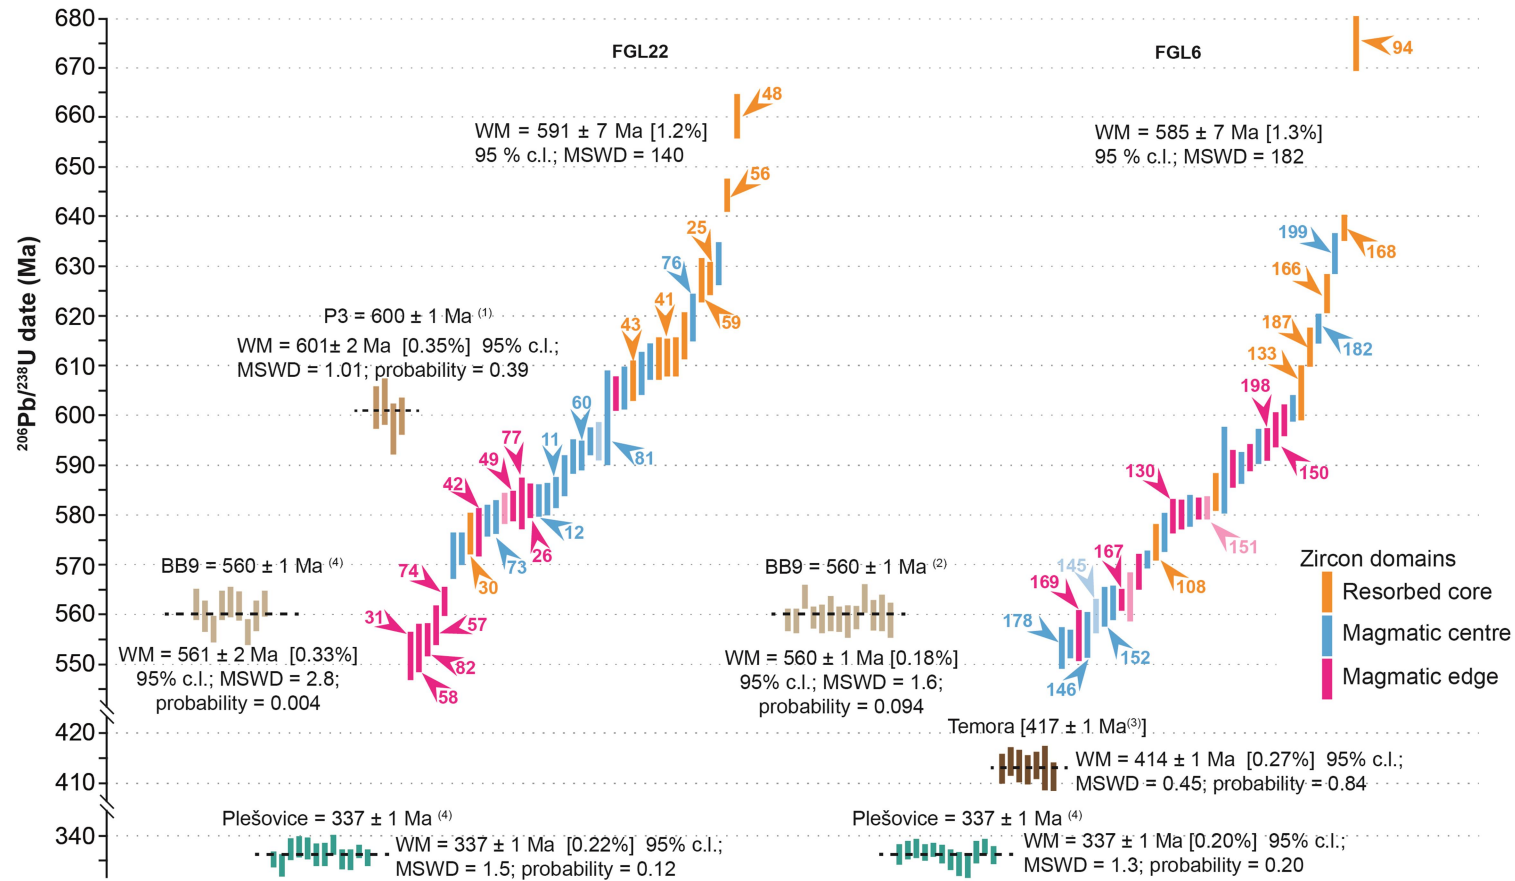 680
670
660
650
640
630
620
610
600
590
580
570
560
550
420
410
340
206Pb/238U date (Ma)
FGL22
FGL6
WM = 591 ± 7 Ma [1.2%]
95 % c.l.; MSWD = 140
WM = 585 ± 7 Ma [1.3%]
95 % c.l.; MSWD = 182
P3 = 600 ± 1 Ma (1)
WM = 601± 2 Ma [0.35%] 95% c.l.;
MSWD = 1.01; probability = 0.39
BB9 = 560 ± 1 Ma (4)
WM = 561 ± 2 Ma [0.33%]
95% c.l.; MSWD = 2.8;
probability = 0.004
31
74
42
49
77
11
60
43
41
76
25
48
56
59
81
12
26
73
30
57
82
58
BB9 = 560 ± 1 Ma (2)
WM = 560 ± 1 Ma [0.18%]
95% c.l.; MSWD = 1.6;
probability = 0.094
94
199
168
166
187
182
133
198
150
130
151
167
145
169
108
178
152
146
Zircon domains
Resorbed core
Magmatic centre
Magmatic edge
Temora [417 ± 1 Ma(3)]
WM = 414 ± 1 Ma [0.27%] 95% c.l.;
MSWD = 0.45; probability = 0.84
Plešovice = 337 ± 1 Ma (4)
WM = 337 ± 1 Ma [0.22%] 95% c.l.;
MSWD = 1.5; probability = 0.12
Plešovice = 337 ± 1 Ma (4)
WM = 337 ± 1 Ma [0.20%] 95% c.l.;
MSWD = 1.3; probability = 0.20